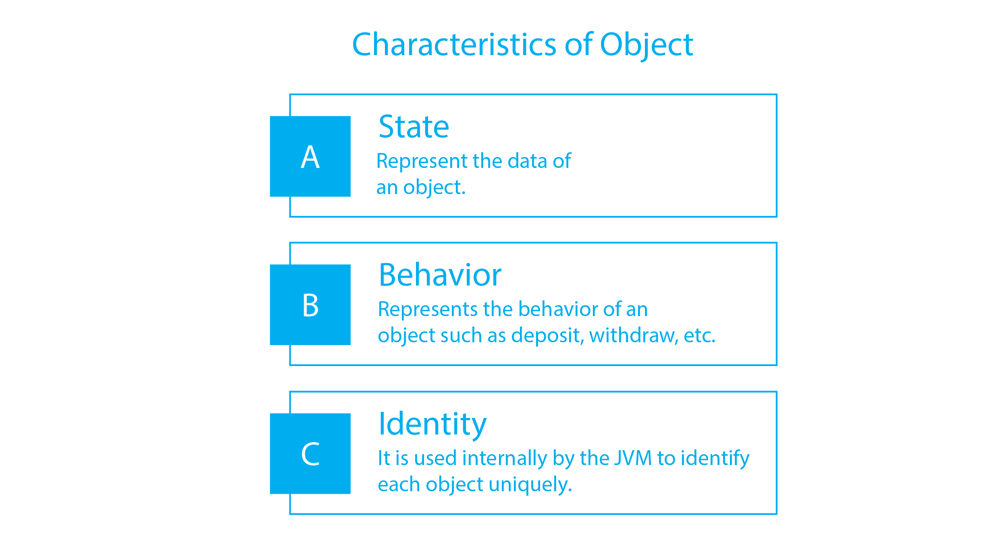 Characteristics of Object
A
State
Represent the data of
an object.
B
Behavior
Represents the behavior of an
object such as deposit, withdraw, etc.
C
Identity
It is used internally by the JVM to identify
each object uniquely.